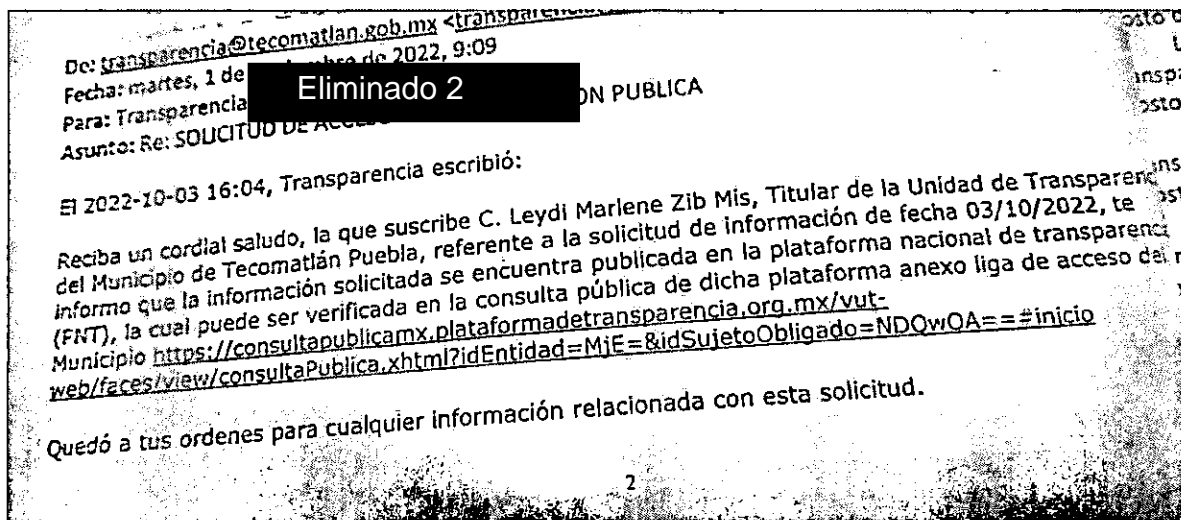 De: transparencia@tecomatlan.gob.mx <transparencia
Fecha: martes, 1 de bre de 2022, 9:09
Eliminado 2
Para: Transparencia
Asunto: Re: SOLICITUD DE ACCESO ON PUBLICA
El 2022-10-03 16:04, Transparencia escribió:
Reciba un cordial saludo, la que suscribe C. Leydi Marlene Zib Mis, Titular de la Unidad de Transparenc
del Municipio de Tecomatlán Puebla, referente a la solicitud de información de fecha 03/10/2022, te
informo que la información solicitada se encuentra publicada en la plataforma nacional de transparenci
(PNT), la cual puede ser verificada en la consulta pública de dicha plataforma anexo liga de acceso del
Municipio https://consultapublicamx.plataformadetransparencia.org.mx/vut-
web/faces/view/consultaPublica.xhtml?idEntidad=MjE=&idSujetoObligado=NDQwOA==#inicio
Quedó a tus ordenes para cualquier información relacionada con esta solicitud.
2